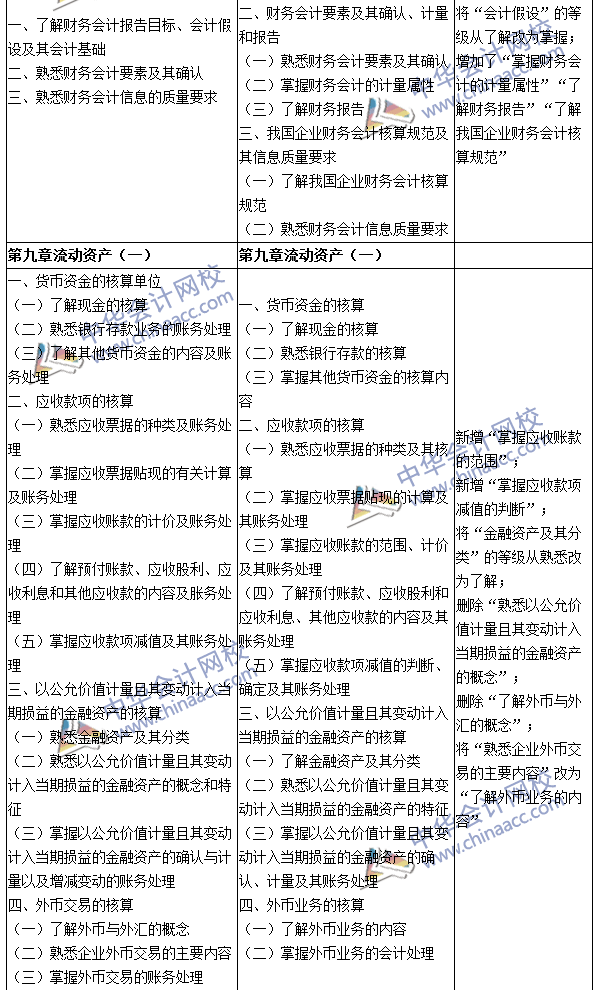 一、了解财务会计报告目标、会计假
设及其会计基础
二、熟悉会计要素及其确认
三、熟悉财务会计信息的质量要求
二、财务会计要素及其确认、计量
和报告
（一）熟悉财务会计要素及其确认
（二）掌握财务会计的计量属性
（三）了解财务报告
三、我国企业财务会计核算规范及
其信息质量要求
（一）了解我国企业财务会计核算
规范
（二）熟悉财务会计信息质量要求
将“会计假设”的等
级从了解改为掌握；
增加了“掌握财务会
计的计量属性”“了
解财务报告”“了解
我国企业财务会计核
算规范”
第九章流动资产（一）
第九章流动资产（一）
一、货币资金的核算单位
（一）了解现金的核算
（二）熟悉银行存款业务的账务处理
（三）了解其他货币资金的内容及账
务处理
二、应收款项的核算
（一）熟悉应收票据的种类及账务处
理
（二）掌握应收票据贴现的有关计算
及账务处理
（三）掌握应收账款的计价及账务处
理
（四）了解预付账款、应收股利、应
收利息和其他应收款的内容及账务
处理
（五）掌握应收款项减值及其账务处
理
三、以公允价值计量且其变动计入当
期损益的金融资产的核算
（一）熟悉金融资产及其分类
（二）熟悉以公允价值计量且其变动
计入当期损益的金融资产的概念和特
征
（三）掌握以公允价值计量且其变动
计入当期损益的金融资产的确认与计
量以及增减变动的账务处理
四、外币交易的核算
（一）了解外币与外汇的概念
（二）熟悉企业外币交易的主要内容
（三）掌握外币交易的账务处理
一、货币资金的核算
（一）了解现金的核算
（二）熟悉银行存款的核算
（三）掌握其他货币资金的核算内
容
二、应收款项的核算
（一）熟悉应收票据的种类及其核
算
（二）掌握应收票据贴现的计算及
其账务处理
（三）掌握应收账款的范围、计价
及其账务处理
（四）了解预付账款、应收股利和
应收利息、其他应收款的内容及其
账务处理
（五）掌握应收款项减值的判断、
确定及其账务处理
三、以公允价值计量且其变动计入
当期损益的金融资产的核算
（一）了解金融资产及其分类
（二）熟悉以公允价值计量且其变
动计入当期损益的金融资产的特征
（三）掌握以公允价值计量且其变
动计入当期损益的金融资产的确
认、计量及其账务处理
四、外币业务的核算
（一）了解外币业务的内容
（二）掌握外币业务的会计处理
新增“掌握应收账款
的范围”；
新增“掌握应收款项
减值的判断”；
将“金融资产及其分
类”的等级从熟悉改
为了解；
删除“熟悉以公允价
值计量且其变动计入
当期损益的金融资产
的概念”；
删除“了解外币与外
汇的概念”；
将“熟悉企业外币交
易的主要内容”改为
“了解外币业务的内
容”
中华会计网校
www.chinaacc.com
中华会计网校
www.chinaacc.com
中华会计网校
www.chinaacc.com
中华会计网校
www.chinaacc.com
中华会计网校
www.chinaacc.com